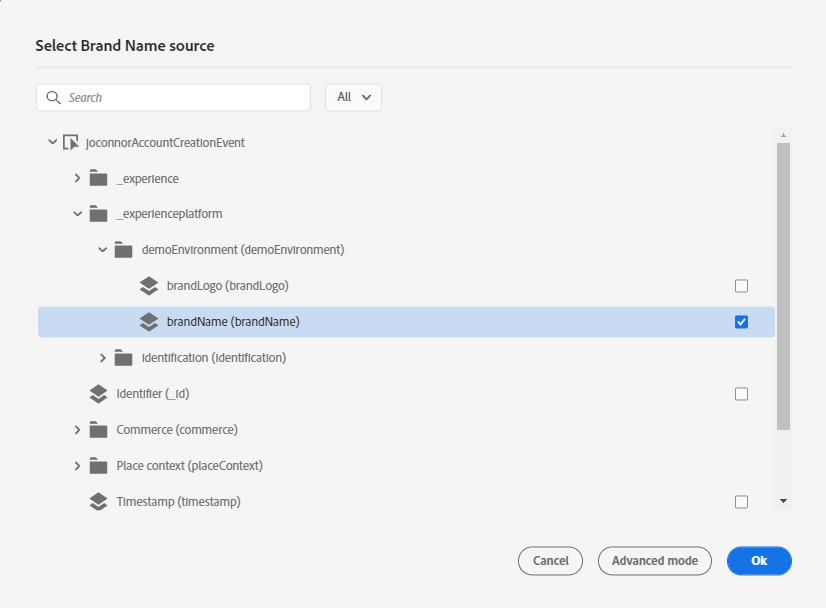 Select Brand Name source
Search
All
joconnorAccountCreationEvent
_experience
_experienceplatform
demoEnvironment (demoEnvironment)
brandLogo (brandLogo)
brandName (brandName)
identification (identification)
Identifier (_id)
Commerce (commerce)
Place context (placeContext)
Timestamp (timestamp)
Cancel
Advanced mode
Ok